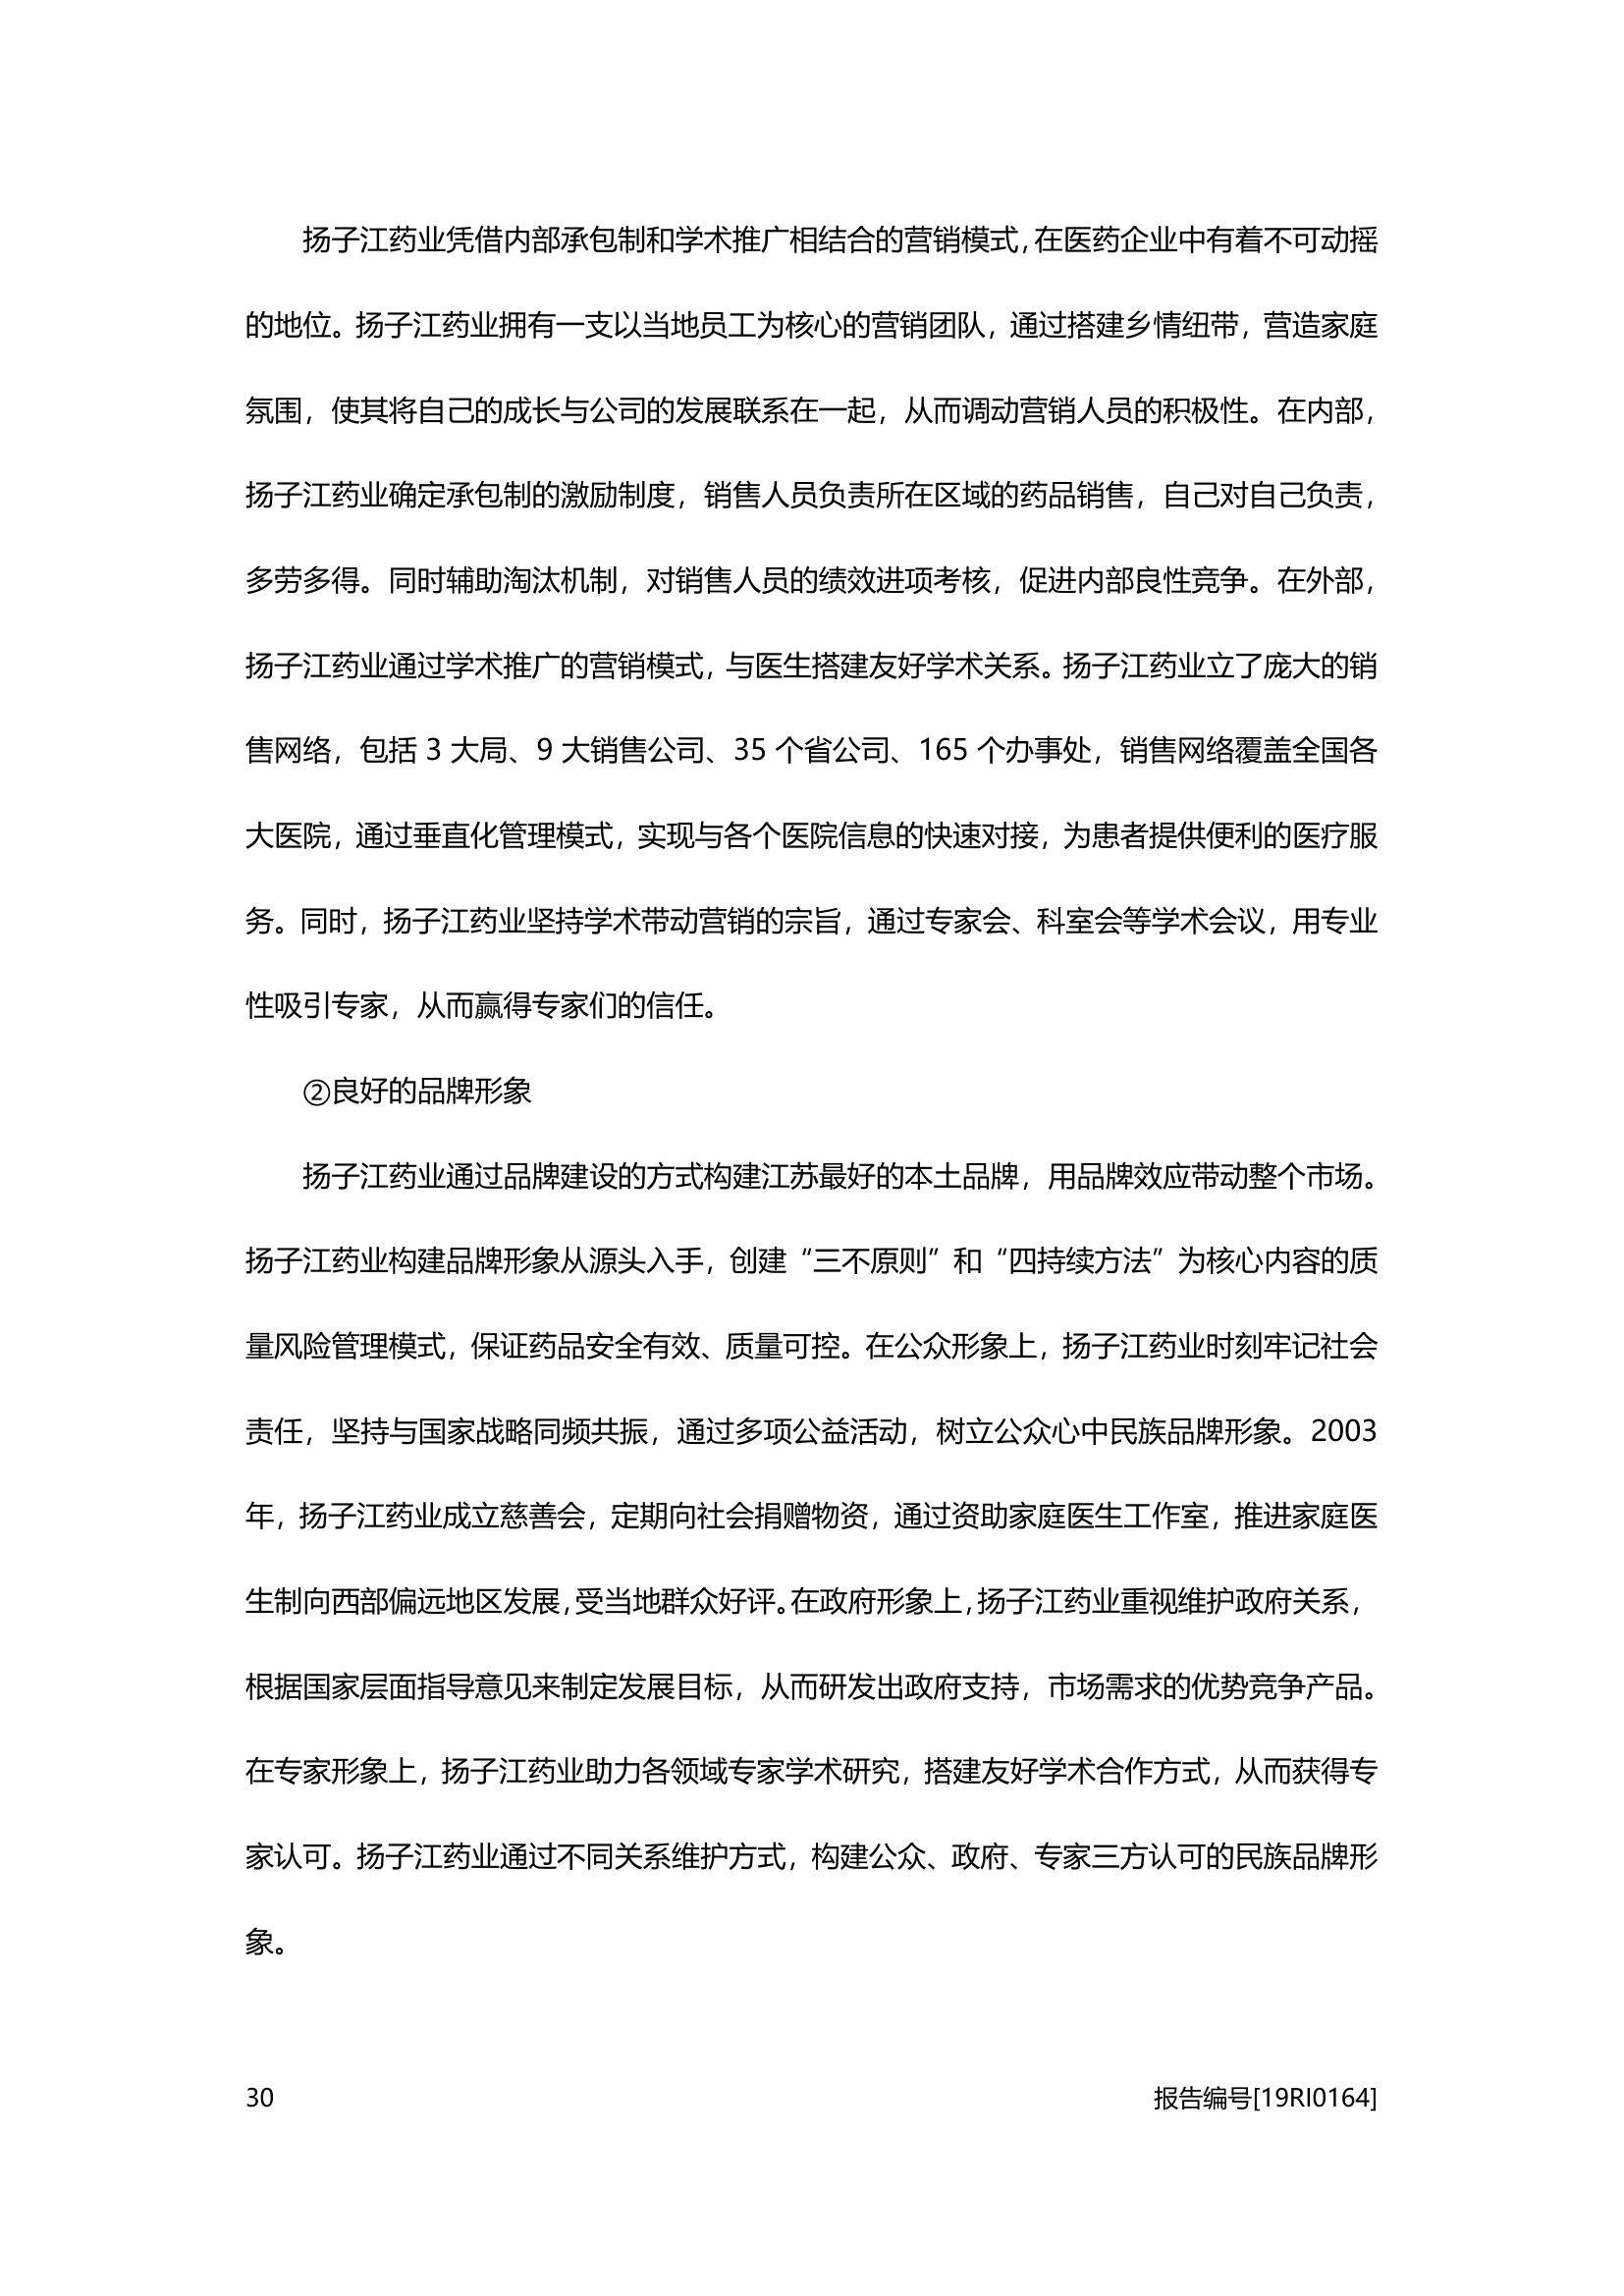 扬子江药业凭借内部承包制和学术推广相结合的营销模式，在医药企业中有着不可动摇
的地位。扬子江药业拥有一支以当地员工为核心的营销团队，通过搭建乡情纽带，营造家庭
氛围，使其将自己的成长与公司的发展联系在一起，从而调动营销人员的积极性。在内部，
扬子江药业确定承包制的激励制度，销售人员负责所在区域的药品销售，自己对自己负责，
多劳多得。同时辅助淘汰机制，对销售人员的绩效进项考核，促进内部良性竞争。在外部，
扬子江药业通过学术推广的营销模式，与医生搭建友好学术关系。扬子江药业立了庞大的销
售网络，包括 3 大局、9 大销售公司、35 个省公司、165 个办事处，销售网络覆盖全国各
大医院，通过垂直化管理模式，实现与各个医院信息的快速对接，为患者提供便利的医疗服
务。同时，扬子江药业坚持学术带动营销的宗旨，通过专家会、科室会等学术会议，用专业
性吸引专家，从而赢得专家们的信任。
②良好的品牌形象
扬子江药业通过品牌建设的方式构建江苏最好的本土品牌，用品牌效应带动整个市场。
扬子江药业构建品牌形象从源头入手，创建“三不原则”和“四持续方法”为核心内容的质
量风险管理模式，保证药品安全有效、质量可控。在公众形象上，扬子江药业时刻牢记社会
责任，坚持与国家战略同频共振，通过多项公益活动，树立公众心中民族品牌形象。2003
年，扬子江药业成立慈善会，定期向社会捐赠物资，通过资助家庭医生工作室，推进家庭医
生制向西部偏远地区发展，受当地群众好评。在政府形象上，扬子江药业重视维护政府关系，
根据国家层面指导意见来制定发展目标，从而研发出政府支持，市场需求的优势竞争产品。
在专家形象上，扬子江药业助力各领域专家学术研究，搭建友好学术合作方式，从而获得专
家认可。扬子江药业通过不同关系维护方式，构建公众、政府、专家三方认可的民族品牌形
象。
30
报告编号[19RI0164]